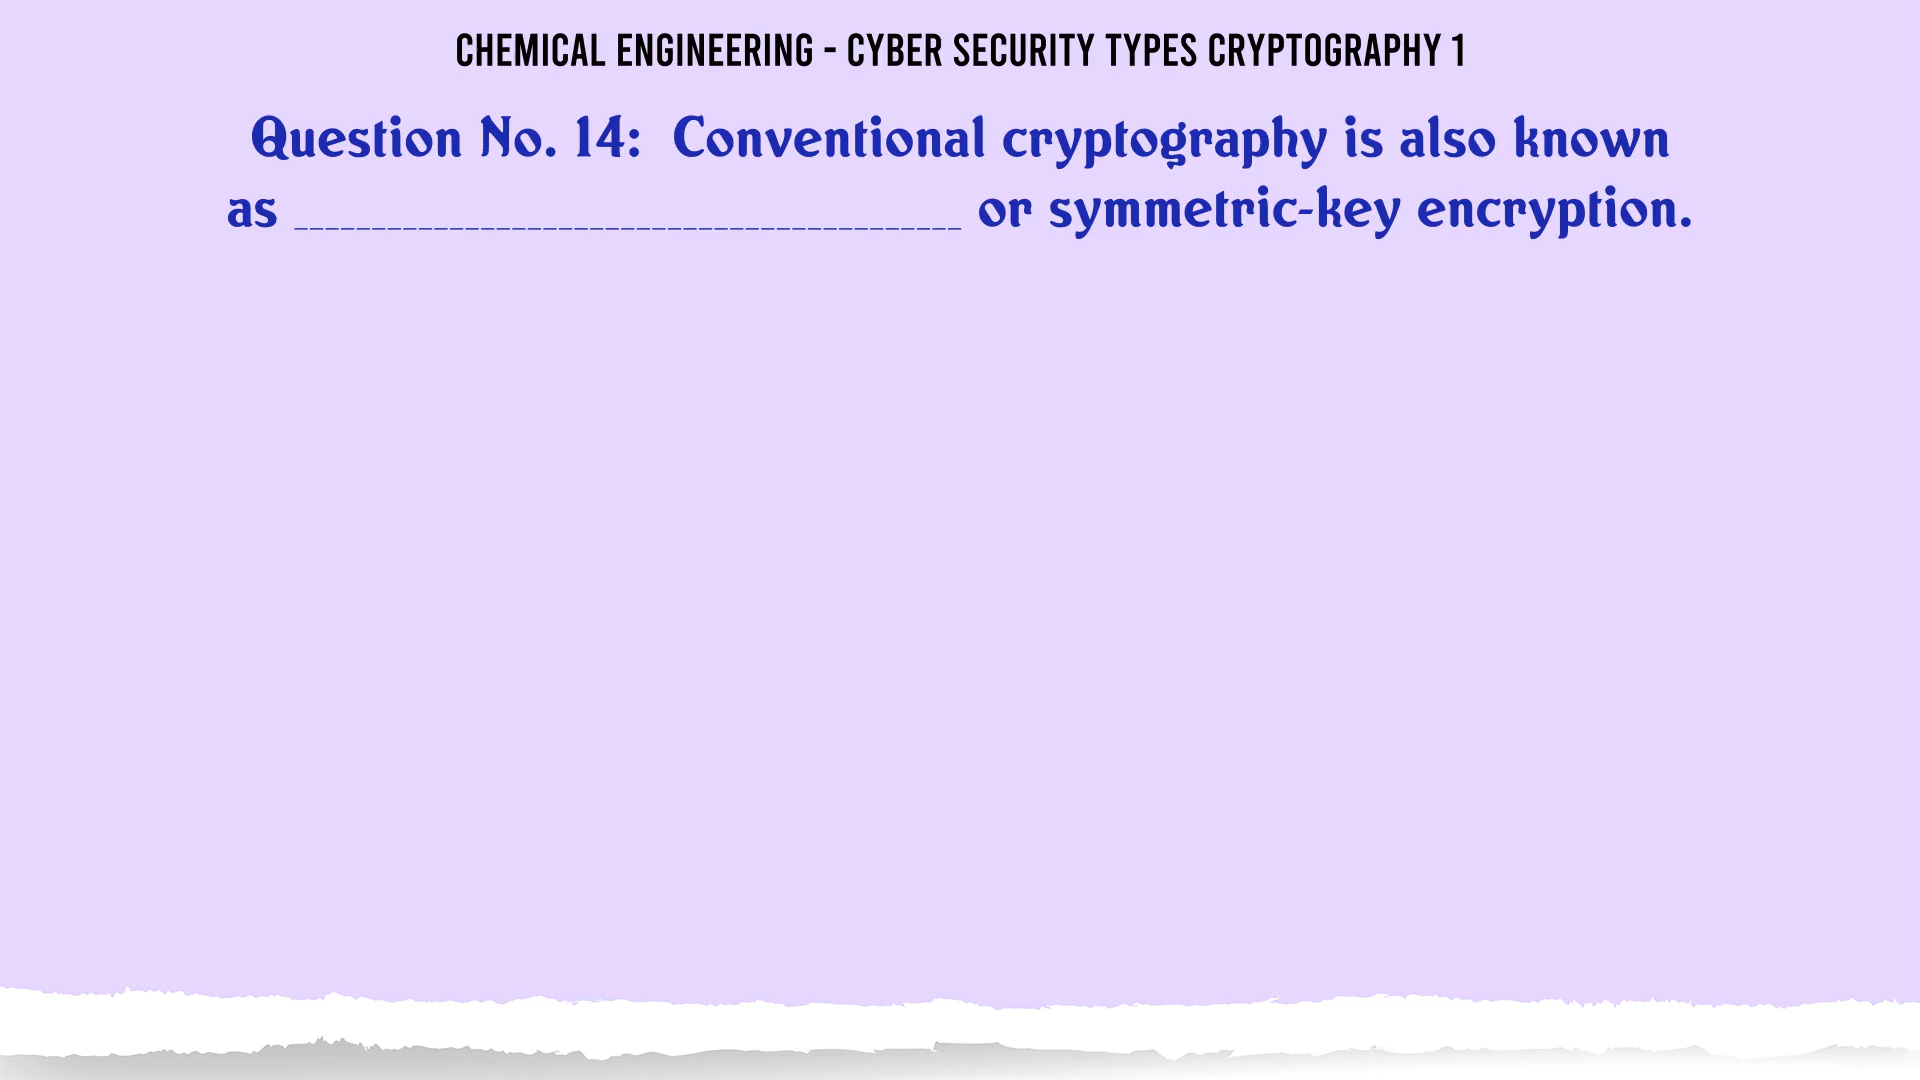 CHEMICAL ENGINEERING - CYBER SECURITY TYPES CRYPTOGRAPHY 1
Question No. 14: Conventional cryptography is also known
as ___________________________________________ or symmetric-key encryption.